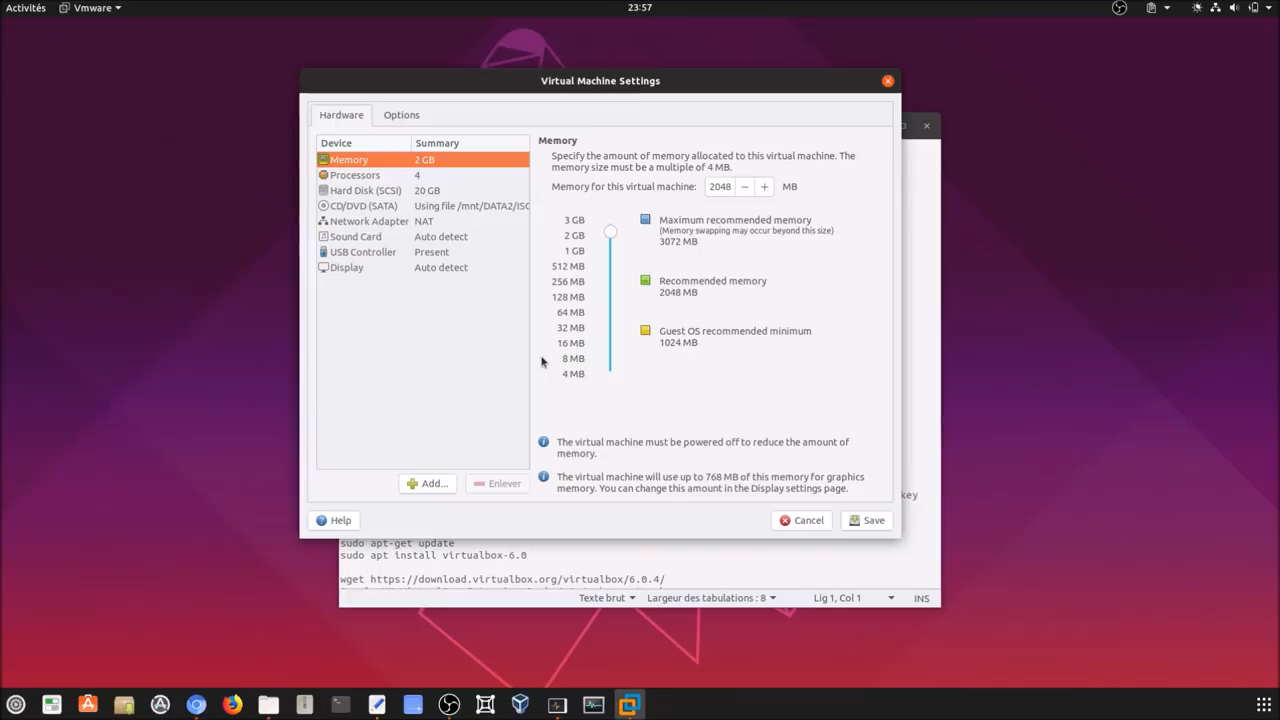 Activités
Vmware
23:57
Virtual Machine Settings
Hardware
Options
Device Summary
Memory 2 GB
Processors 4
Hard Disk (SCSI) 20 GB
CD/DVD (SATA) Using file /mnt/DATA2/ISO
Network Adapter NAT
Sound Card Auto detect
USB Controller Present
Display Auto detect
Add...
Enlever
Memory
Specify the amount of memory allocated to this virtual machine. The
memory size must be a multiple of 4 MB.
Memory for this virtual machine: 2048 − + MB
3 GB
2 GB
1 GB
512 MB
256 MB
128 MB
64 MB
32 MB
16 MB
8 MB
4 MB
Maximum recommended memory
(Memory swapping may occur beyond this size)
3072 MB
Recommended memory
2048 MB
Guest OS recommended minimum
1024 MB
The virtual machine must be powered off to reduce the amount of
memory.
The virtual machine will use up to 768 MB of this memory for graphics
memory. You can change this amount in the Display settings page.
Help
Cancel
Save
key
sudo apt-get update
sudo apt install virtualbox-6.0
wget https://download.virtualbox.org/virtualbox/6.0.4/
Texte brut
Largeur des tabulations : 8
Lig 1, Col 1
INS